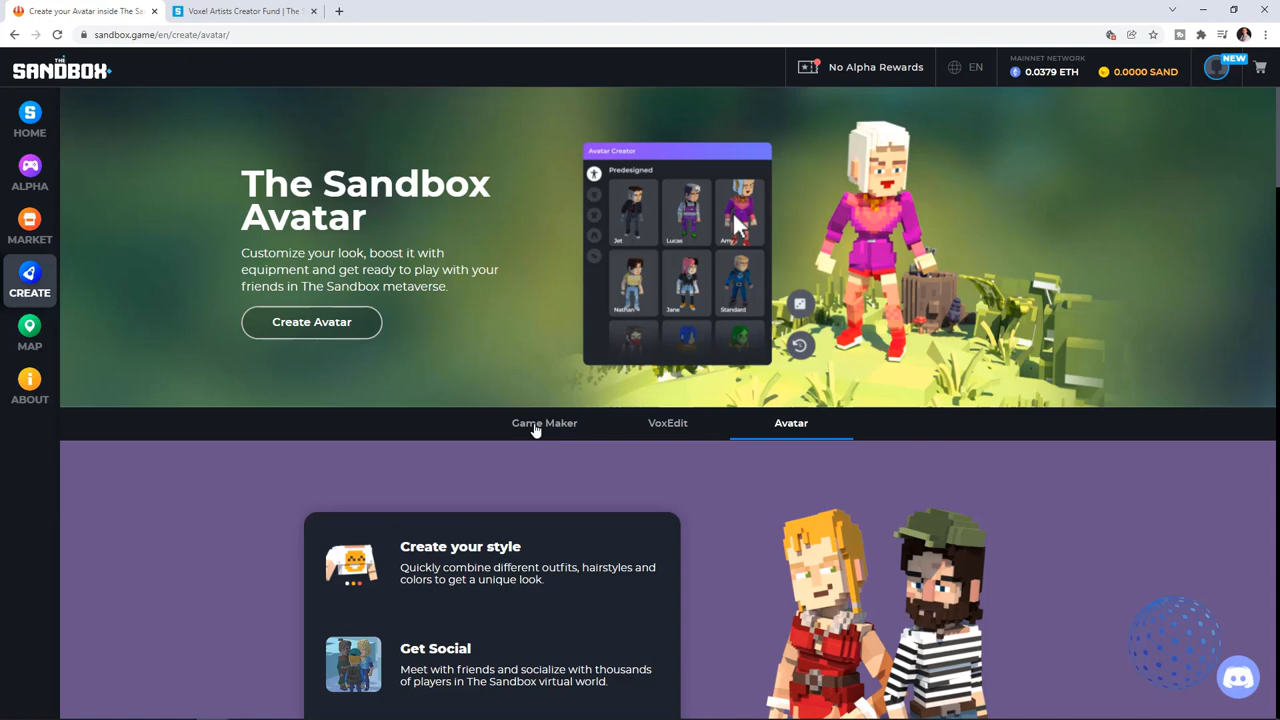 Create your Avatar inside The Sa
Voxel Artists Creator Fund | The S
sandbox.game/en/create/avatar/
THE
SANDBOX
No Alpha Rewards
EN
MAINNET NETWORK
0.0379 ETH
0.0000 SAND
NEW
HOME
ALPHA
MARKET
CREATE
MAP
ABOUT
The Sandbox
Avatar
Customize your look, boost it with
equipment and get ready to play with your
friends in The Sandbox metaverse.
Create Avatar
Avatar Creator
Predesigned
Jet
Lucas
Amy
Nathan
Jane
Standard
Game Maker
VoxEdit
Avatar
Create your style
Quickly combine different outfits, hairstyles and
colors to get a unique look.
Get Social
Meet with friends and socialize with thousands
of players in The Sandbox virtual world.